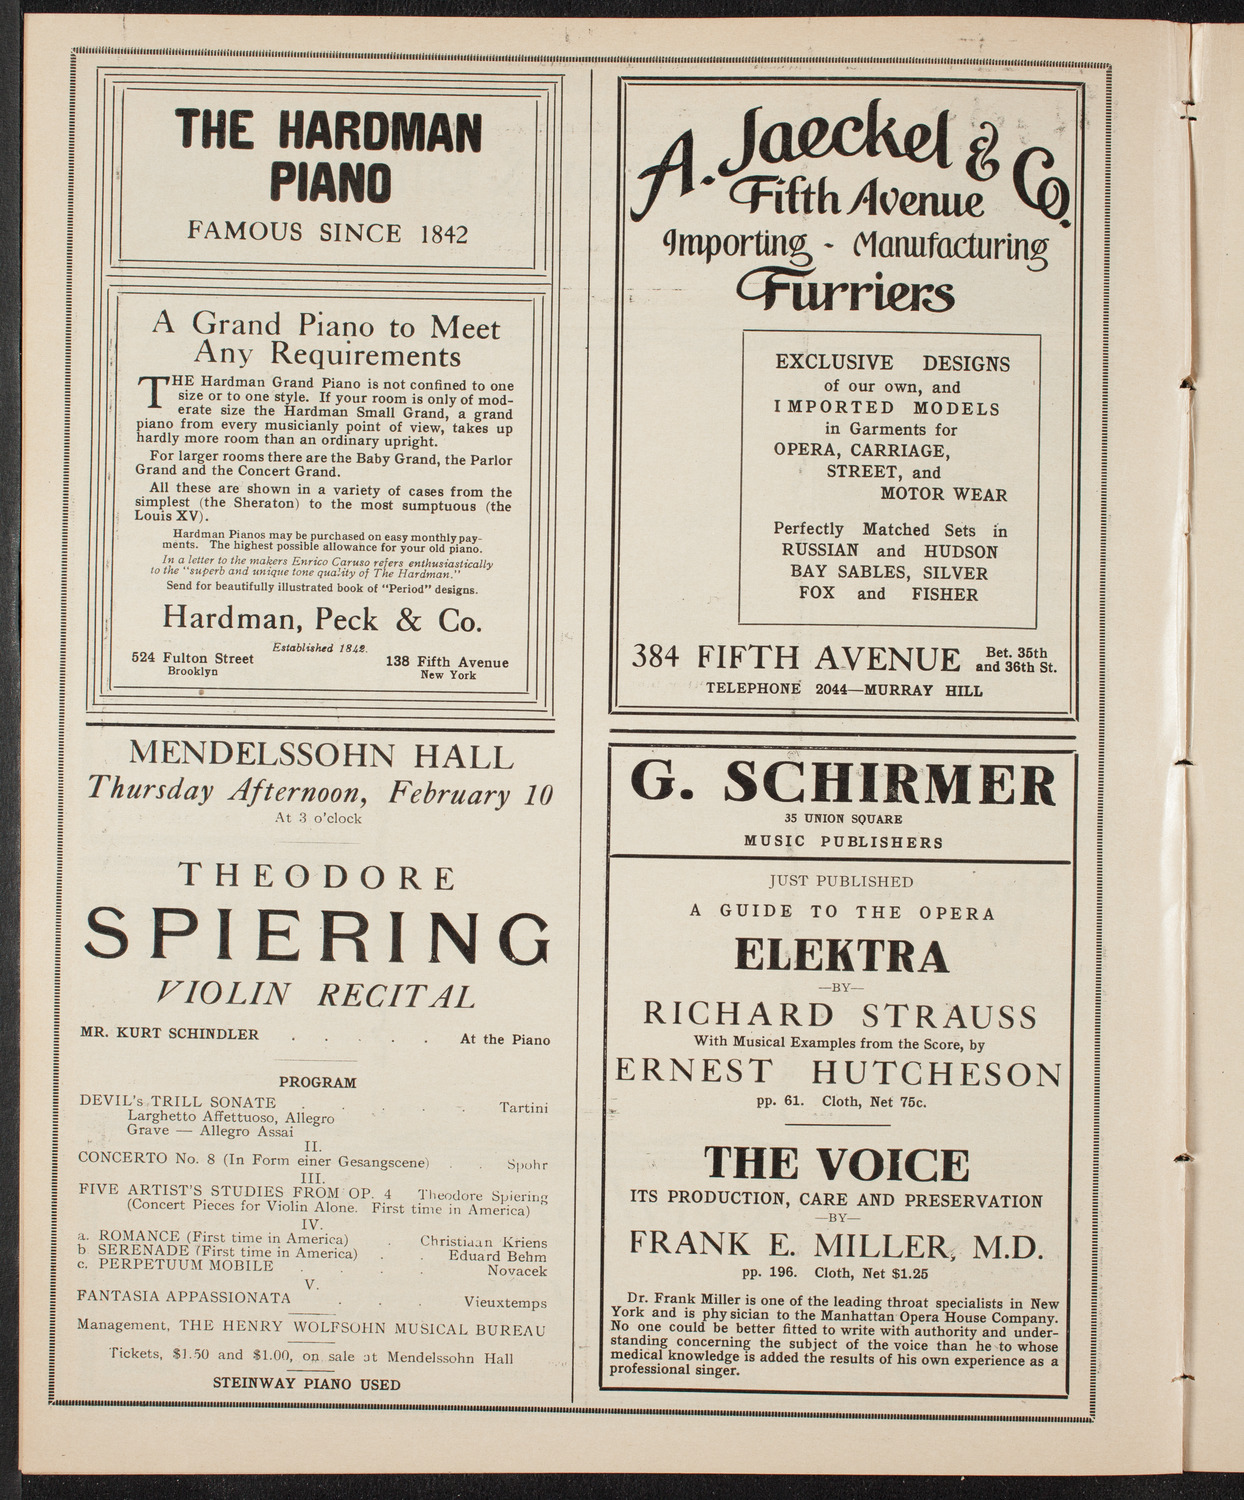 THE HARDMAN
PIANO
FAMOUS SINCE 1842
A Grand Piano to Meet
Any Requirements
THE Hardman Grand Piano is not confined to one
size or to one style. If your room is only of mod-
erate size the Hardman Small Grand, a grand
piano from every musicianly point of view, takes up
hardly more room than an ordinary upright.
For larger rooms there are the Baby Grand, the Parlor
Grand and the Concert Grand.
All these are shown in a variety of cases from the
simplest (the Sheraton) to the most sumptuous (the
Louis XV).
Hardman Pianos may be purchased on easy monthly pay-
ments. The highest possible allowance for your old piano.
In a letter to the makers Enrico Caruso refers enthusiastically
to the "superb and unique tone quality of The Hardman."
Send for beautifully illustrated book of "Period" designs.
Hardman, Peck & Co.
Established 1842.
524 Fulton Street
Brooklyn
138 Fifth Avenue
New York
MENDELSSOHN HALL
Thursday Afternoon, February 10
At 3 o'clock
THEODORE
SPIERING
VIOLIN RECITAL
MR. KURT SCHINDLER . . . . . At the Piano
PROGRAM
DEVIL's TRILL SONATE . . . . . Tartini
Larghetto Affettuoso, Allegro
Grave — Allegro Assai
II.
CONCERTO No. 8 (In Form einer Gesangscene) . . Spohr
III.
FIVE ARTIST'S STUDIES FROM OP. 4 Theodore Spiering
(Concert Pieces for Violin Alone. First time in America)
IV.
a. ROMANCE (First time in America) . Christiaan Kriens
b SERENADE (First time in America) . . Eduard Behm
c. PERPETUUM MOBILE . . . . Novacek
V.
FANTASIA APPASSIONATA . . . Vieuxtemps
Management, THE HENRY WOLFSOHN MUSICAL BUREAU
Tickets, $1.50 and $1.00, on sale at Mendelssohn Hall
STEINWAY PIANO USED
A. Jaeckel & Co.
Fifth Avenue
Importing - Manufacturing
Furriers
EXCLUSIVE DESIGNS
of our own, and
IMPORTED MODELS
in Garments for
OPERA, CARRIAGE,
STREET, and
MOTOR WEAR
Perfectly Matched Sets in
RUSSIAN and HUDSON
BAY SABLES, SILVER
FOX and FISHER
384 FIFTH AVENUE Bet. 35th
and 36th St.
TELEPHONE 2044—MURRAY HILL
G. SCHIRMER
35 UNION SQUARE
MUSIC PUBLISHERS
JUST PUBLISHED
A GUIDE TO THE OPERA
ELEKTRA
—BY—
RICHARD STRAUSS
With Musical Examples from the Score, by
ERNEST HUTCHESON
pp. 61. Cloth, Net 75c.
THE VOICE
ITS PRODUCTION, CARE AND PRESERVATION
—BY—
FRANK E. MILLER, M.D.
pp. 196. Cloth, Net $1.25
Dr. Frank Miller is one of the leading throat specialists in New
York and is physician to the Manhattan Opera House Company.
No one could be better fitted to write with authority and under-
standing concerning the subject of the voice than he to whose
medical knowledge is added the results of his own experience as a
professional singer.